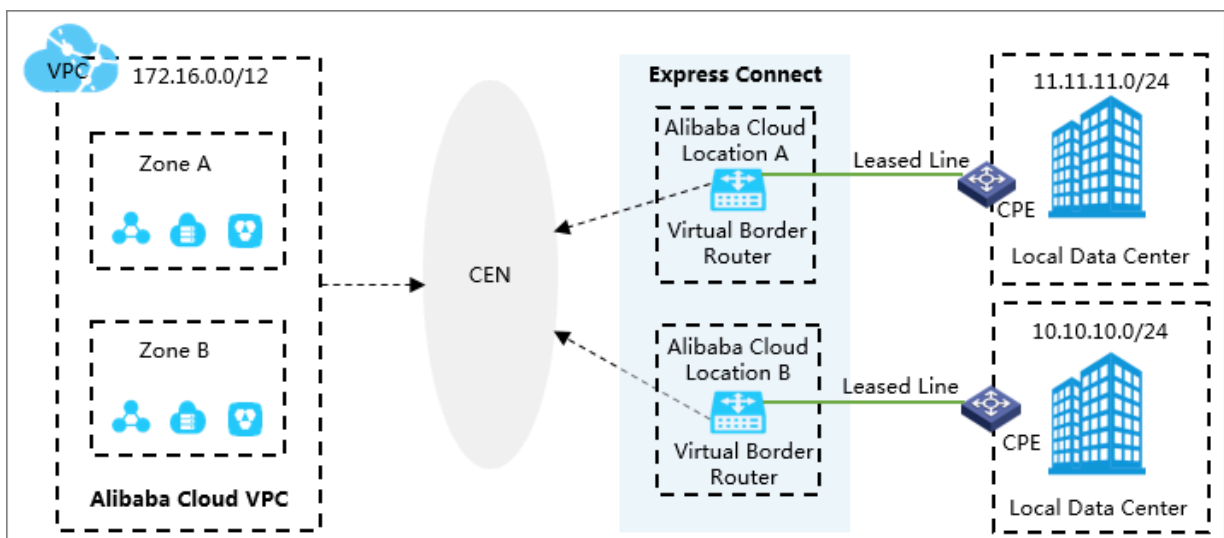 VPC
172.16.0.0/12
Zone A
Zone B
Alibaba Cloud VPC
CEN
Express Connect
Alibaba Cloud
Location A
Virtual Border
Router
Alibaba Cloud
Location B
Virtual Border
Router
Leased Line
Leased Line
11.11.11.0/24
CPE
Local Data Center
10.10.10.0/24
CPE
Local Data Center